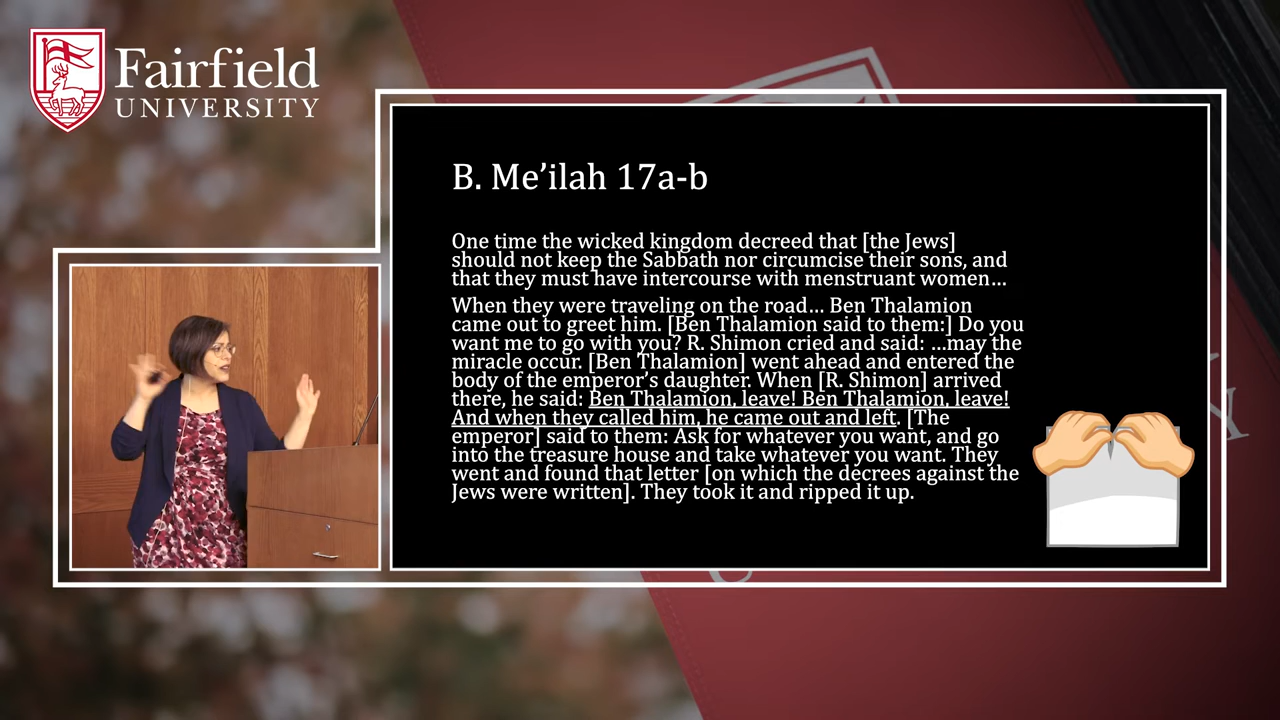 Fairfield
UNIVERSITY
B. Me’ilah 17a-b
One time the wicked kingdom decreed that [the Jews]
should not keep the Sabbath nor circumcise their sons, and
that they must have intercourse with menstruant women…
When they were traveling on the road… Ben Thalamion
came out to greet him. [Ben Thalamion said to them:] Do you
want me to go with you? R. Shimon cried and said: …may the
miracle occur. [Ben Thalamion] went ahead and entered the
body of the emperor’s daughter. When [R. Shimon] arrived
there, he said: Ben Thalamion, leave! Ben Thalamion, leave!
And when they called him, he came out and left. [The
emperor] said to them: Ask for whatever you want, and go
into the treasure house and take whatever you want. They
went and found that letter [on which the decrees against the
Jews were written]. They took it and ripped it up.